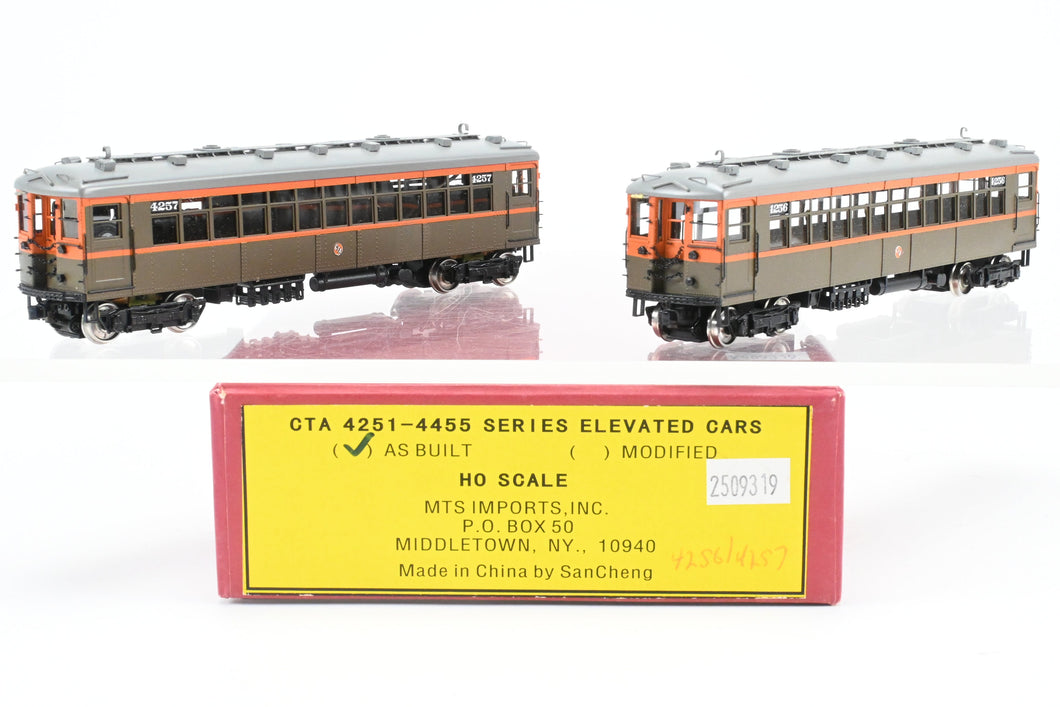 4257
4257
4256
4256
CTA 4251-4455 SERIES ELEVATED CARS
(✓) AS BUILT ( ) MODIFIED
HO SCALE
2509319
MTS IMPORTS, INC.
P.O. BOX 50
MIDDLETOWN, NY., 10940
4256/4257
Made in China by SanCheng